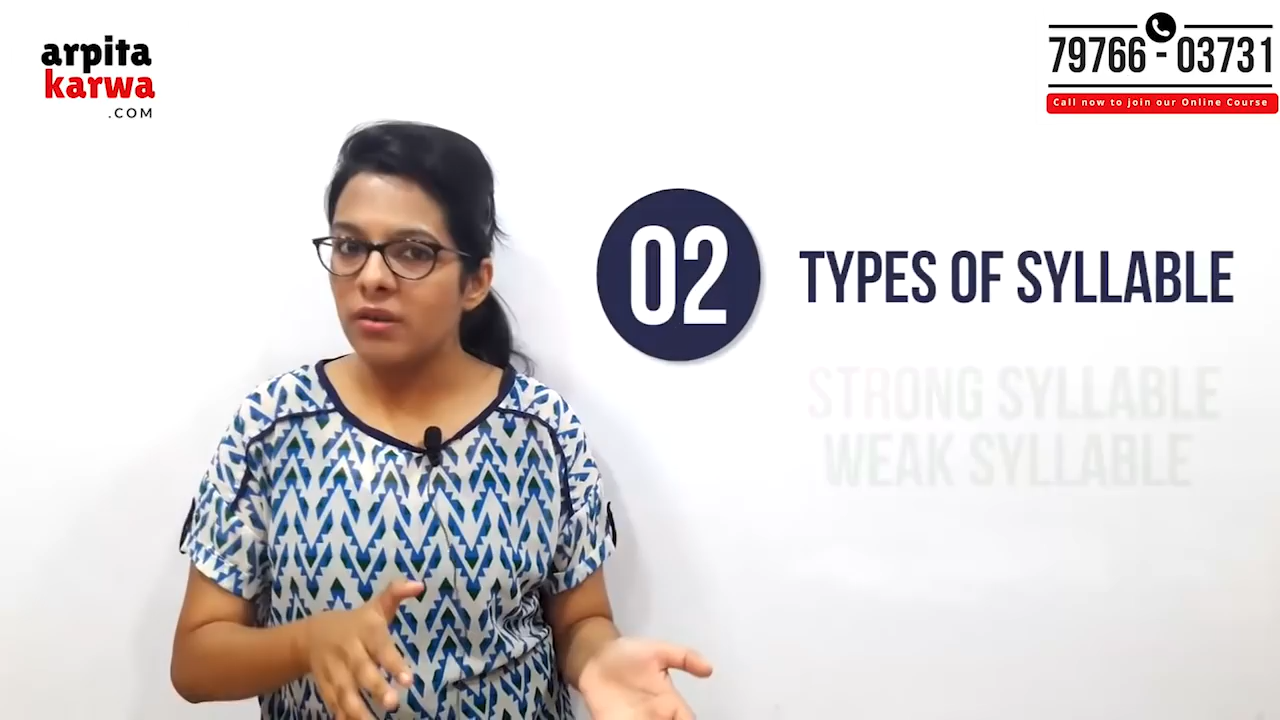 arpita
karwa
.COM
79766 - 03731
Call now to join our Online Course
02
TYPES OF SYLLABLE
STRONG SYLLABLE
WEAK SYLLABLE